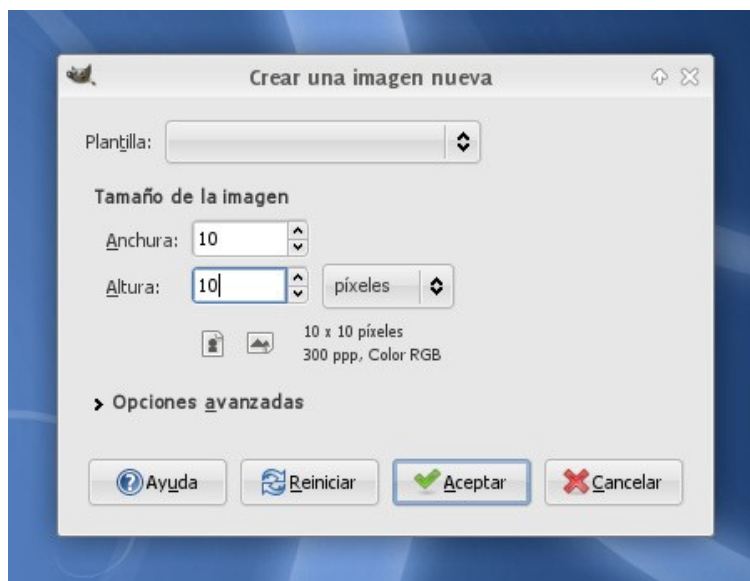 Crear una imagen nueva
Plantilla:
Tamaño de la imagen
Anchura: 10
Altura: 10 píxeles
10 x 10 píxeles
300 ppp, Color RGB
Opciones avanzadas
Ayuda Reiniciar Aceptar Cancelar